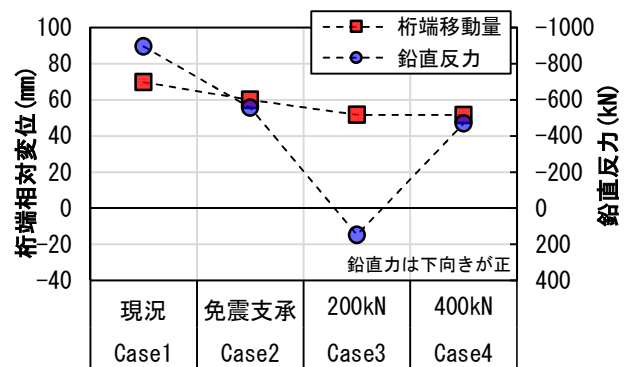 100
80
60
40
20
0
-20
-40
桁端相対変位(mm)
桁端移動量
鉛直反力
-1000
-800
-600
-400
-200
0
200
400
鉛直反力(kN)
鉛直力は下向きが正
現況 免震支承 200kN 400kN
Case1 Case2 Case3 Case4